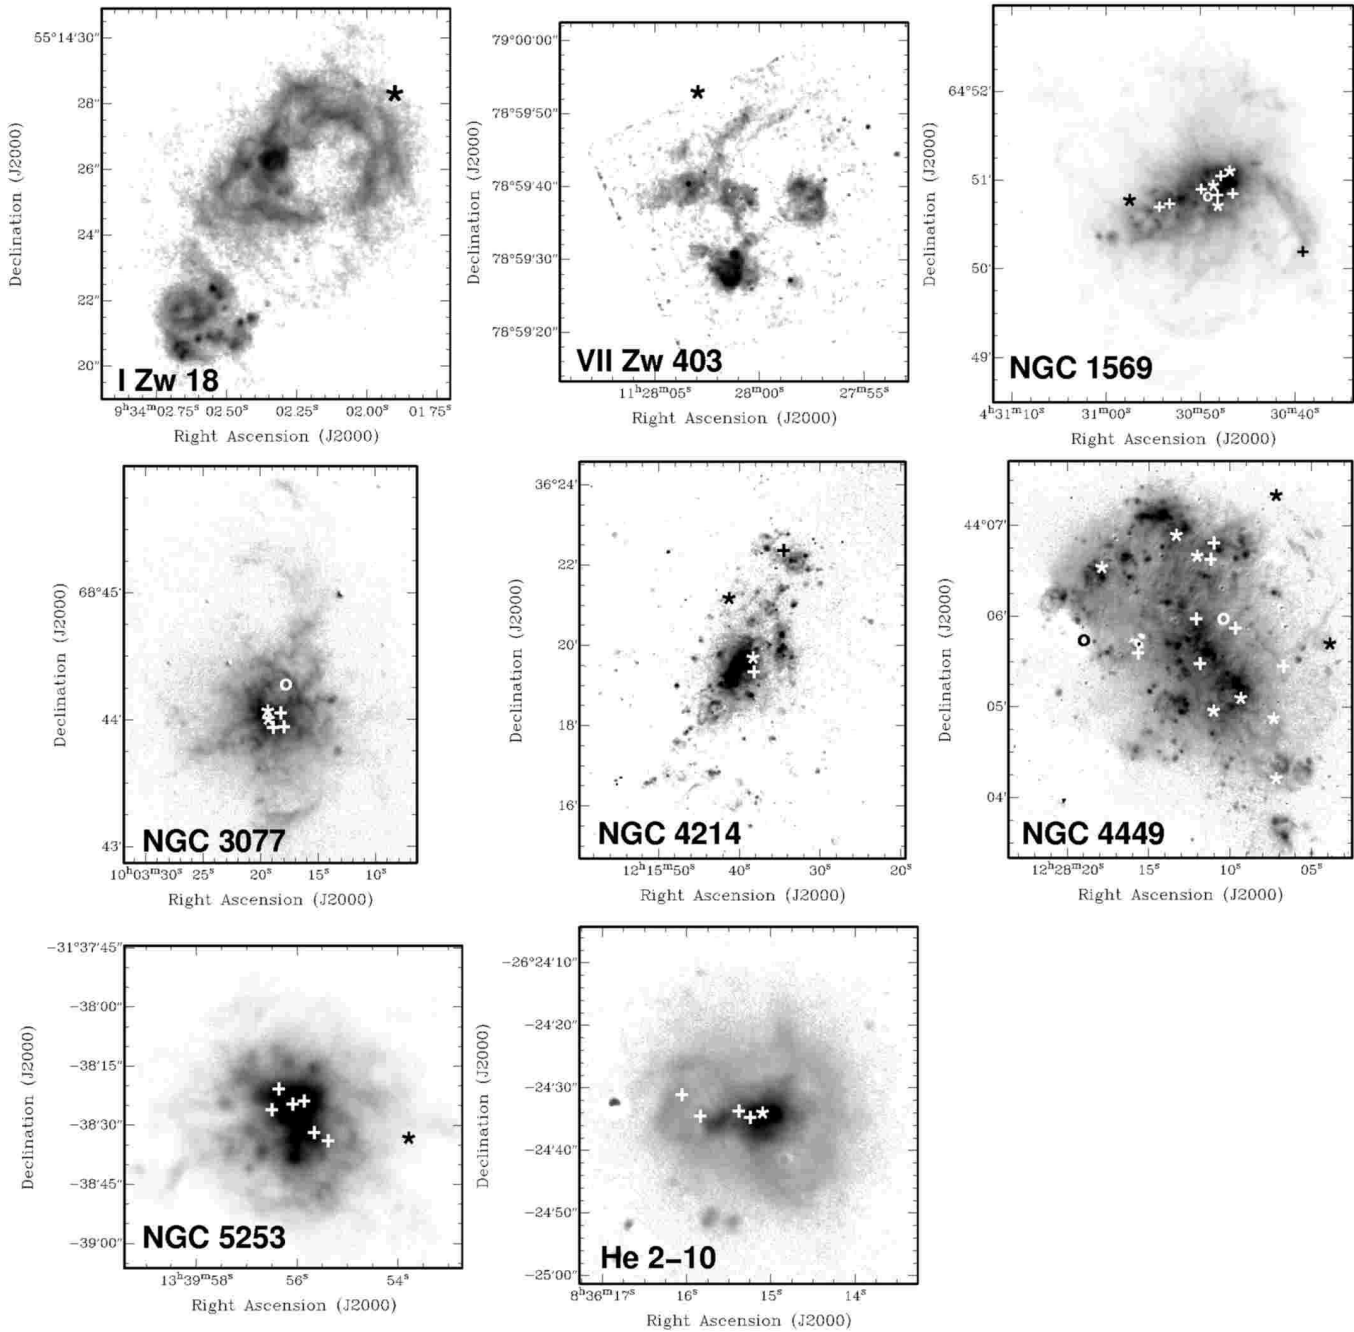 55°14′30″
28″
26″
24″
22″
20″
Declination (J2000)
I Zw 18
9ʰ34ᵐ02.75ˢ 02.50ˢ 02.25ˢ 02.00ˢ 01.75ˢ
Right Ascension (J2000)
79°00′00″
78°59′50″
78°59′40″
78°59′30″
78°59′20″
Declination (J2000)
VII Zw 403
11ʰ28ᵐ05ˢ 28ᵐ00ˢ 27ᵐ55ˢ
Right Ascension (J2000)
64°52′
51′
50′
49′
Declination (J2000)
NGC 1569
4ʰ31ᵐ10ˢ 31ᵐ00ˢ 30ᵐ50ˢ 30ᵐ40ˢ
Right Ascension (J2000)
68°45′
44′
43′
Declination (J2000)
NGC 3077
10ʰ03ᵐ30ˢ 25ˢ 20ˢ 15ˢ 10ˢ
Right Ascension (J2000)
36°24′
22′
20′
18′
16′
Declination (J2000)
NGC 4214
12ʰ15ᵐ50ˢ 40ˢ 30ˢ 20ˢ
Right Ascension (J2000)
44°07′
06′
05′
04′
Declination (J2000)
NGC 4449
12ʰ28ᵐ20ˢ 15ˢ 10ˢ 05ˢ
Right Ascension (J2000)
−31°37′45″
−38′00″
−38′15″
−38′30″
−38′45″
−39′00″
Declination (J2000)
NGC 5253
13ʰ39ᵐ58ˢ 56ˢ 54ˢ
Right Ascension (J2000)
−26°24′10″
−24′20″
−24′30″
−24′40″
−24′50″
−25′00″
Declination (J2000)
He 2−10
8ʰ36ᵐ17ˢ 16ˢ 15ˢ 14ˢ
Right Ascension (J2000)